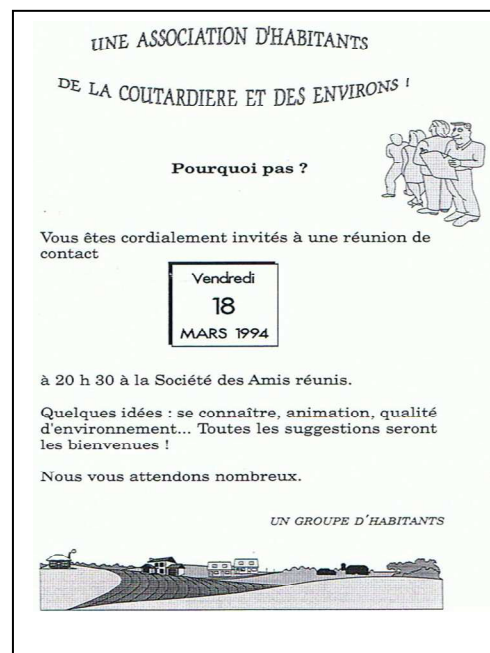 UNE ASSOCIATION D'HABITANTS
DE LA COUTARDIERE ET DES ENVIRONS !
Pourquoi pas ?
Vous êtes cordialement invités à une réunion de
contact
Vendredi
18
MARS 1994
à 20 h 30 à la Société des Amis réunis.
Quelques idées : se connaître, animation, qualité
d'environnement... Toutes les suggestions seront
les bienvenues !
Nous vous attendons nombreux.
UN GROUPE D'HABITANTS